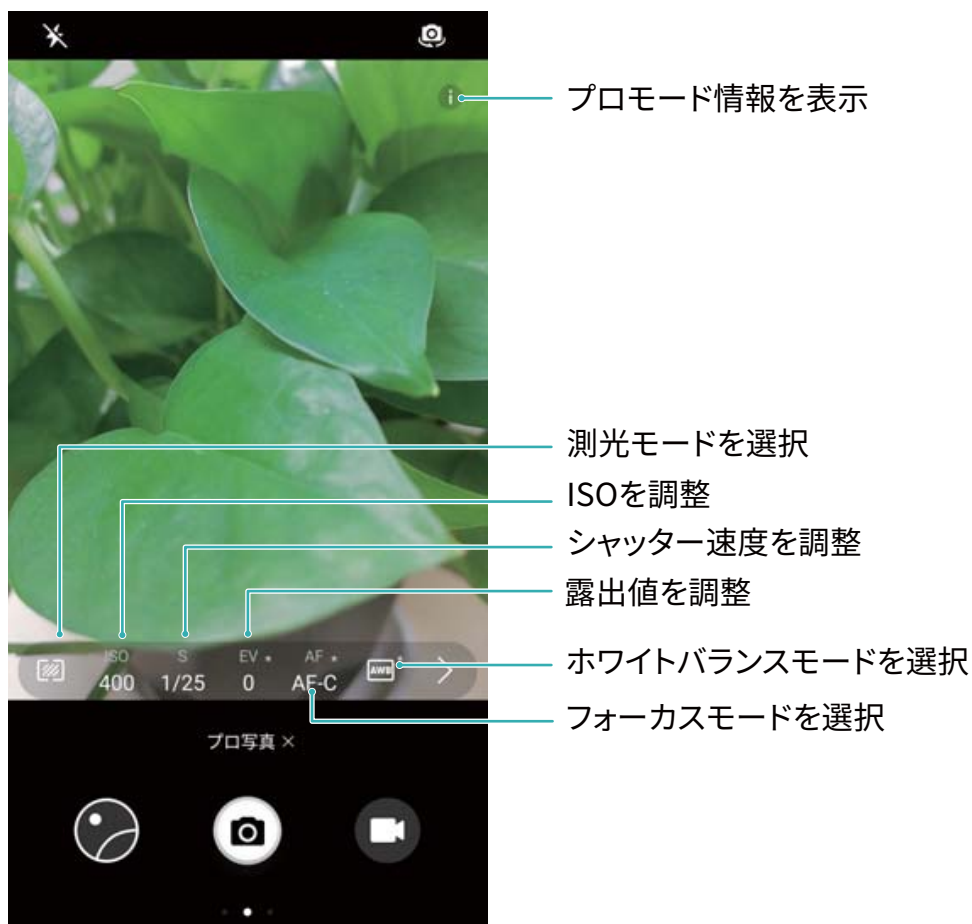 プロモード情報を表示
測光モードを選択
ISOを調整
シャッター速度を調整
露出値を調整
ISO S EV AF
400 1/25 0 AF-C AWB
ホワイトバランスモードを選択
フォーカスモードを選択
プロ写真 ×